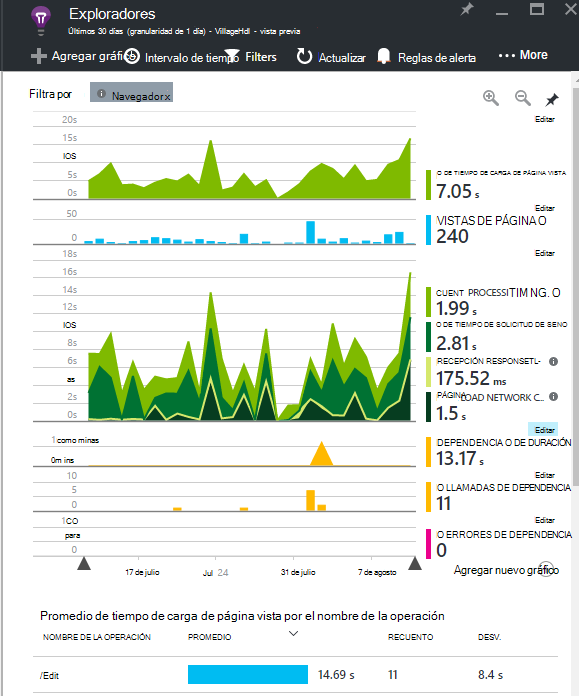 Exploradores
Últimos 30 días (granularidad de 1 día) - VillageHdl - vista previa
Agregar gráfico
Intervalo de tiempo
Filters
Actualizar
Reglas de alerta
More
Filtra por
Navegador x
Editar
20s
15s
IOS
5s
0s
O DE TIEMPO DE CARGA DE PÁGINA VISTA
7.05 s
Editar
50
0
VISTAS DE PÁGINA O
240
Editar
18s
16s
14s
12s
IOS
8s
6s
as
2s
0s
CUENT PROCESSITIM NG. O
1.99 s
O DE TIEMPO DE SOLICITUD DE SENO
2.81 s
RECEPCIÓN RESPONSETL-
175.52 ms
PÁGINA LOAD NETWORK C...
1.5 s
Editar
1 como minas
0m ins
DEPENDENCIA O DE DURACIÓN
13.17 s
Editar
10
5
0
O LLAMADAS DE DEPENDENCIA
11
Editar
1CO
para
0
O ERRORES DE DEPENDENCIA
0
17 de julio
Jul 24
31 de julio
7 de agosto
Agregar nuevo gráfico
Promedio de tiempo de carga de página vista por el nombre de la operación
NOMBRE DE LA OPERACIÓN
PROMEDIO
RECUENTO
DESV.
/Edit
14.69 s
11
8.4 s